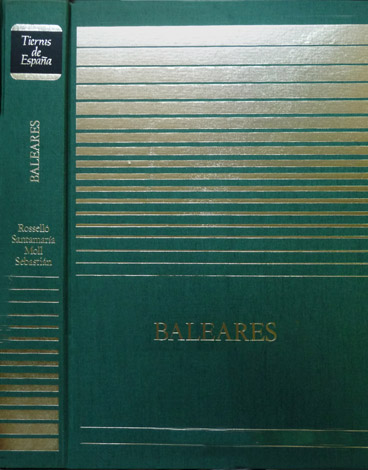 Tierras
de
España
BALEARES
Rosselló
Santamaría
Moll
Sebastián
BALEARES